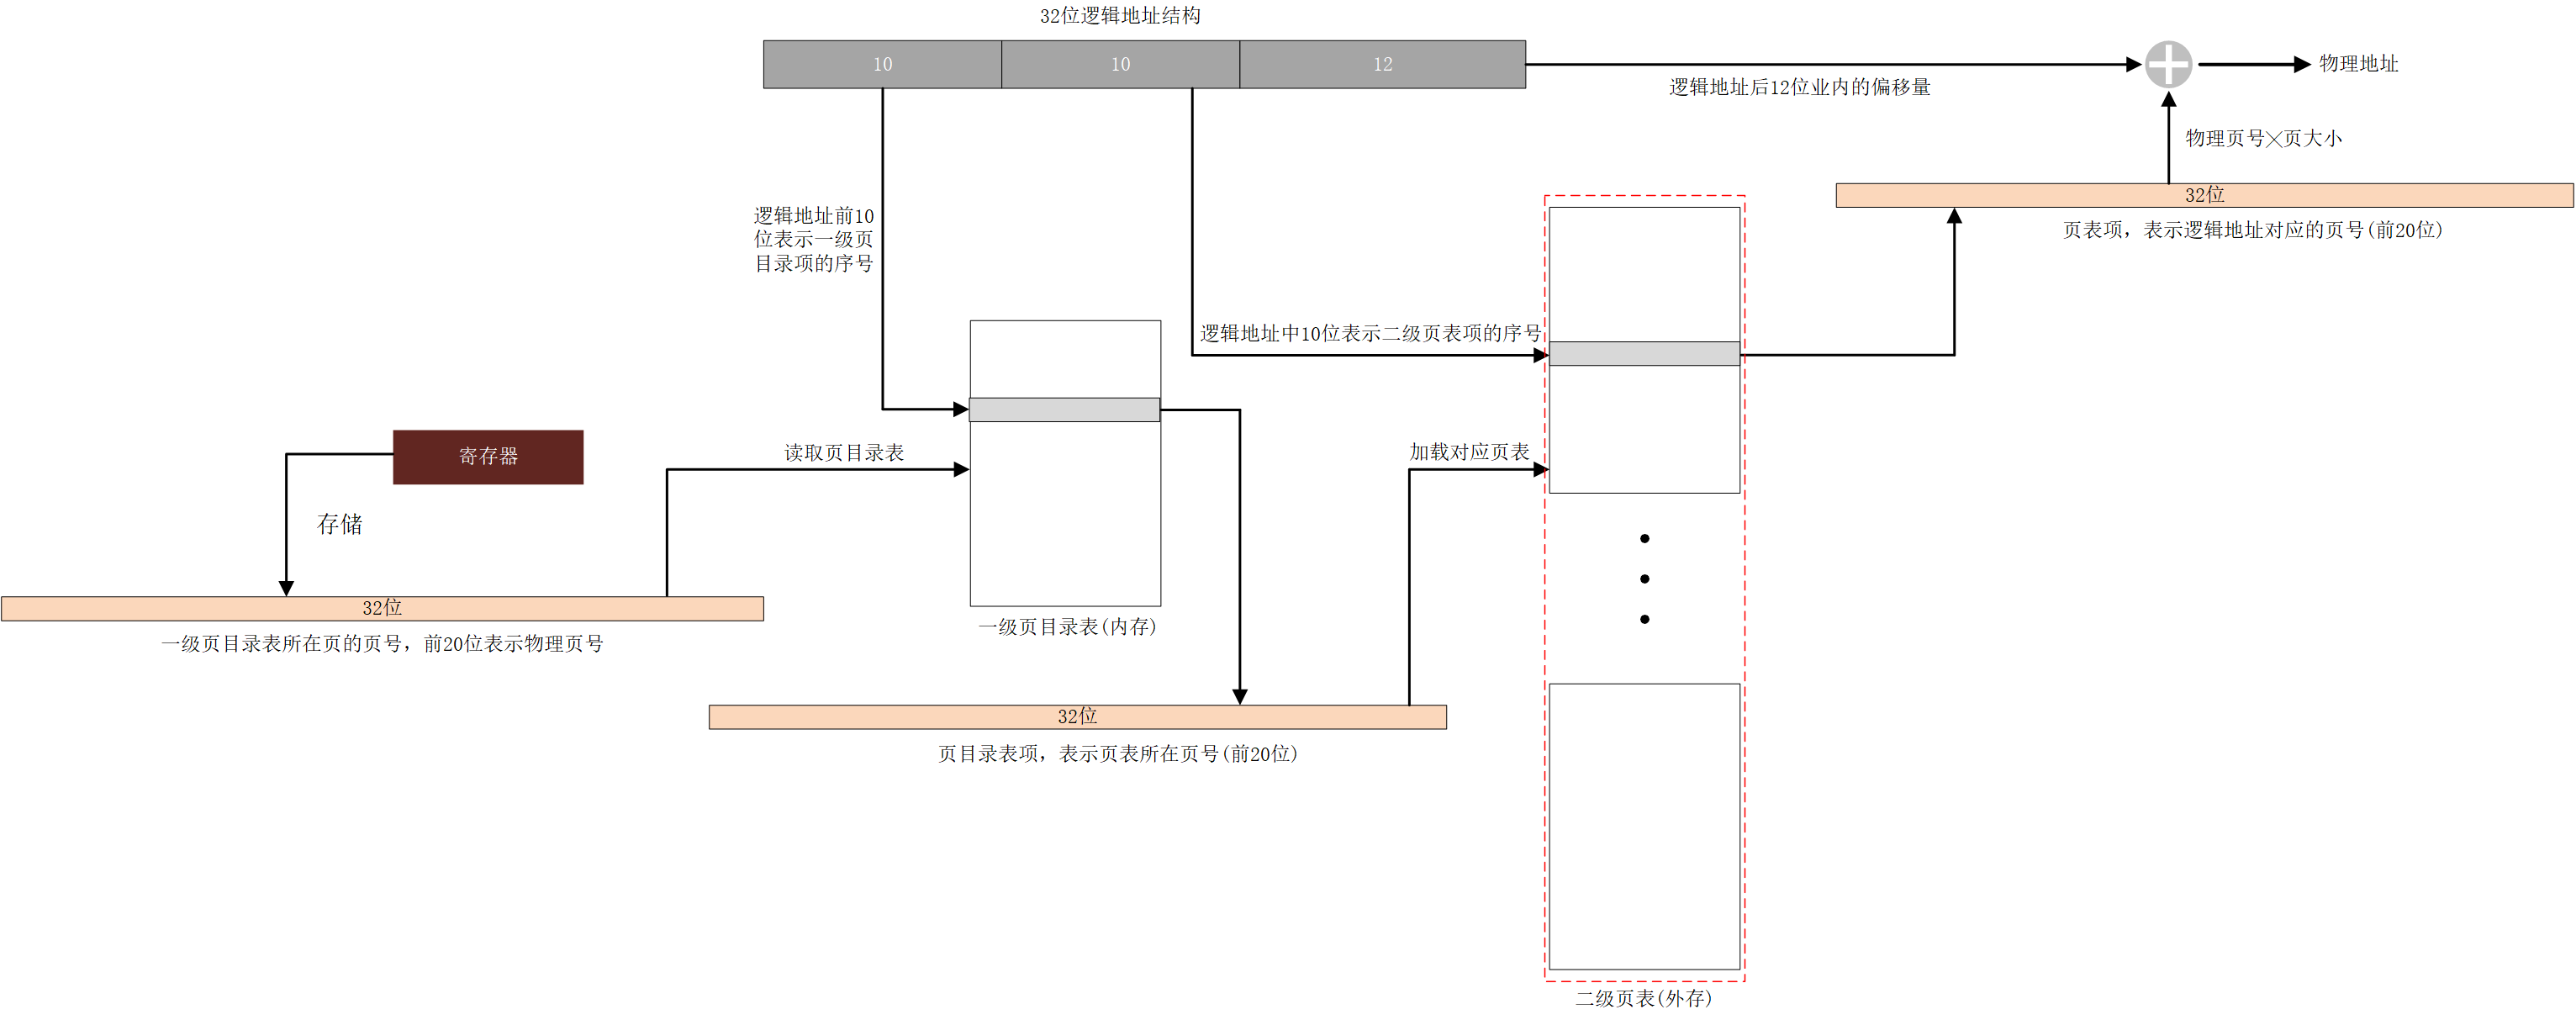 32位逻辑地址结构
10
10
12
逻辑地址后12位业内的偏移量
物理地址
物理页号╳页大小
32位
页表项，表示逻辑地址对应的页号(前20位)
逻辑地址前10
位表示一级页
目录项的序号
逻辑地址中10位表示二级页表项的序号
寄存器
读取页目录表
加载对应页表
存储
32位
一级页目录表所在页的页号，前20位表示物理页号
一级页目录表(内存)
32位
页目录表项，表示页表所在页号(前20位)
二级页表(外存)